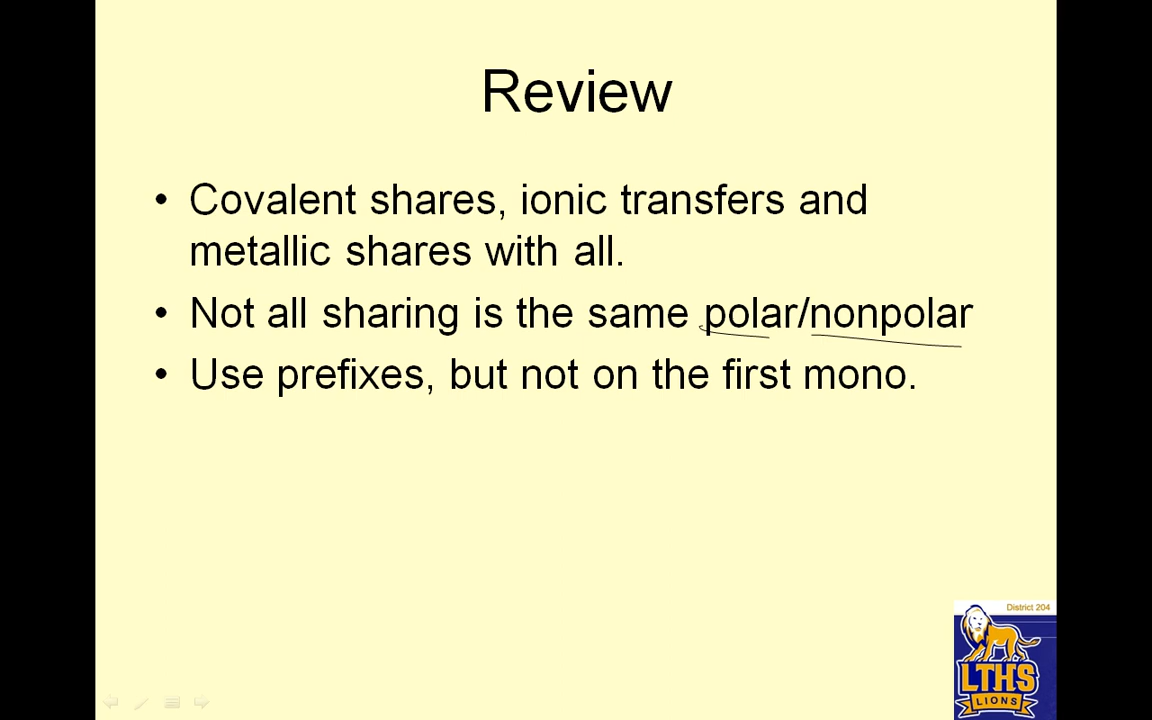 Review
• Covalent shares, ionic transfers and
metallic shares with all.
• Not all sharing is the same polar/nonpolar
• Use prefixes, but not on the first mono.
District 204
LTHS
LIONS